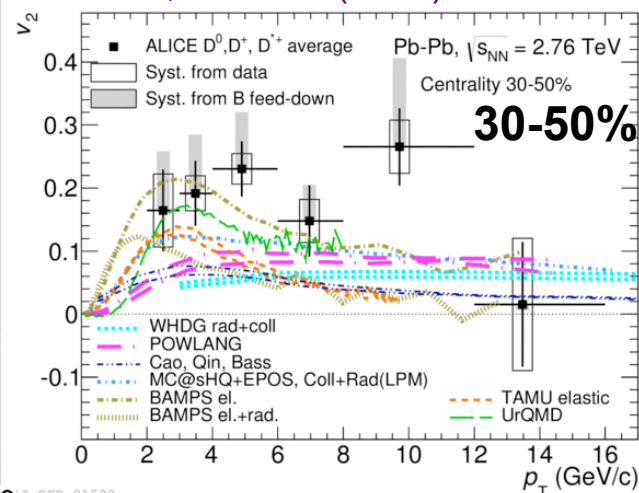 v₂
0.4
0.3
0.2
0.1
0
-0.1
ALICE D⁰,D⁺, D*⁺ average
Syst. from data
Syst. from B feed-down
Pb-Pb, √sNN = 2.76 TeV
Centrality 30-50%
30-50%
WHDG rad+coll
POWLANG
Cao, Qin, Bass
MC@sHQ+EPOS, Coll+Rad(LPM)
BAMPS el.
BAMPS el.+rad.
TAMU elastic
UrQMD
0 2 4 6 8 10 12 14 16
pT (GeV/c)